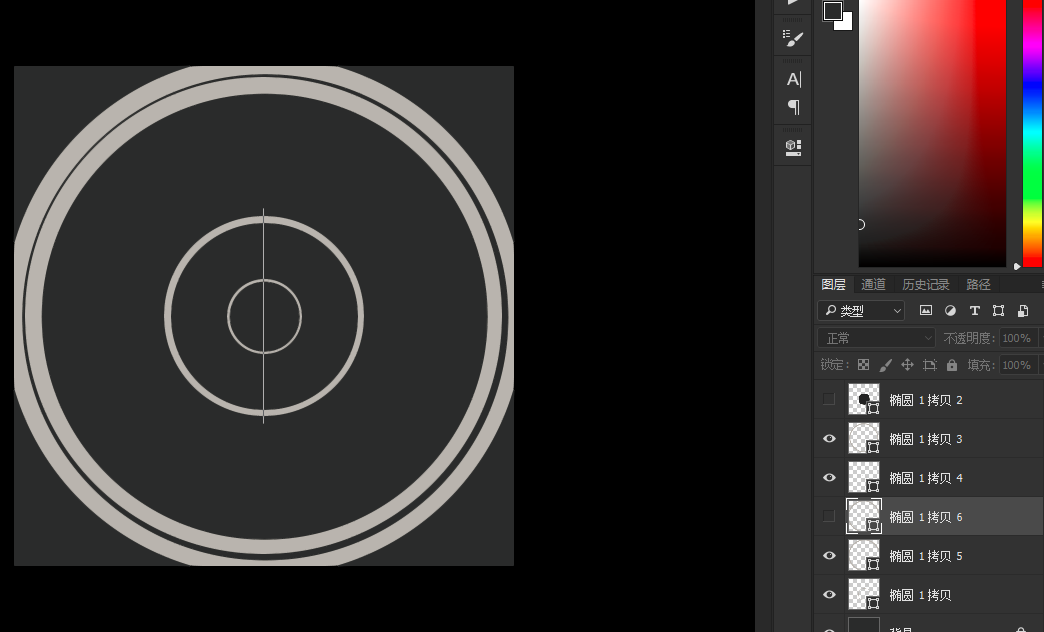 图层 通道 历史记录 路径
类型
正常 不透明度: 100%
锁定: 填充: 100%
椭圆 1 拷贝 2
椭圆 1 拷贝 3
椭圆 1 拷贝 4
椭圆 1 拷贝 6
椭圆 1 拷贝 5
椭圆 1 拷贝